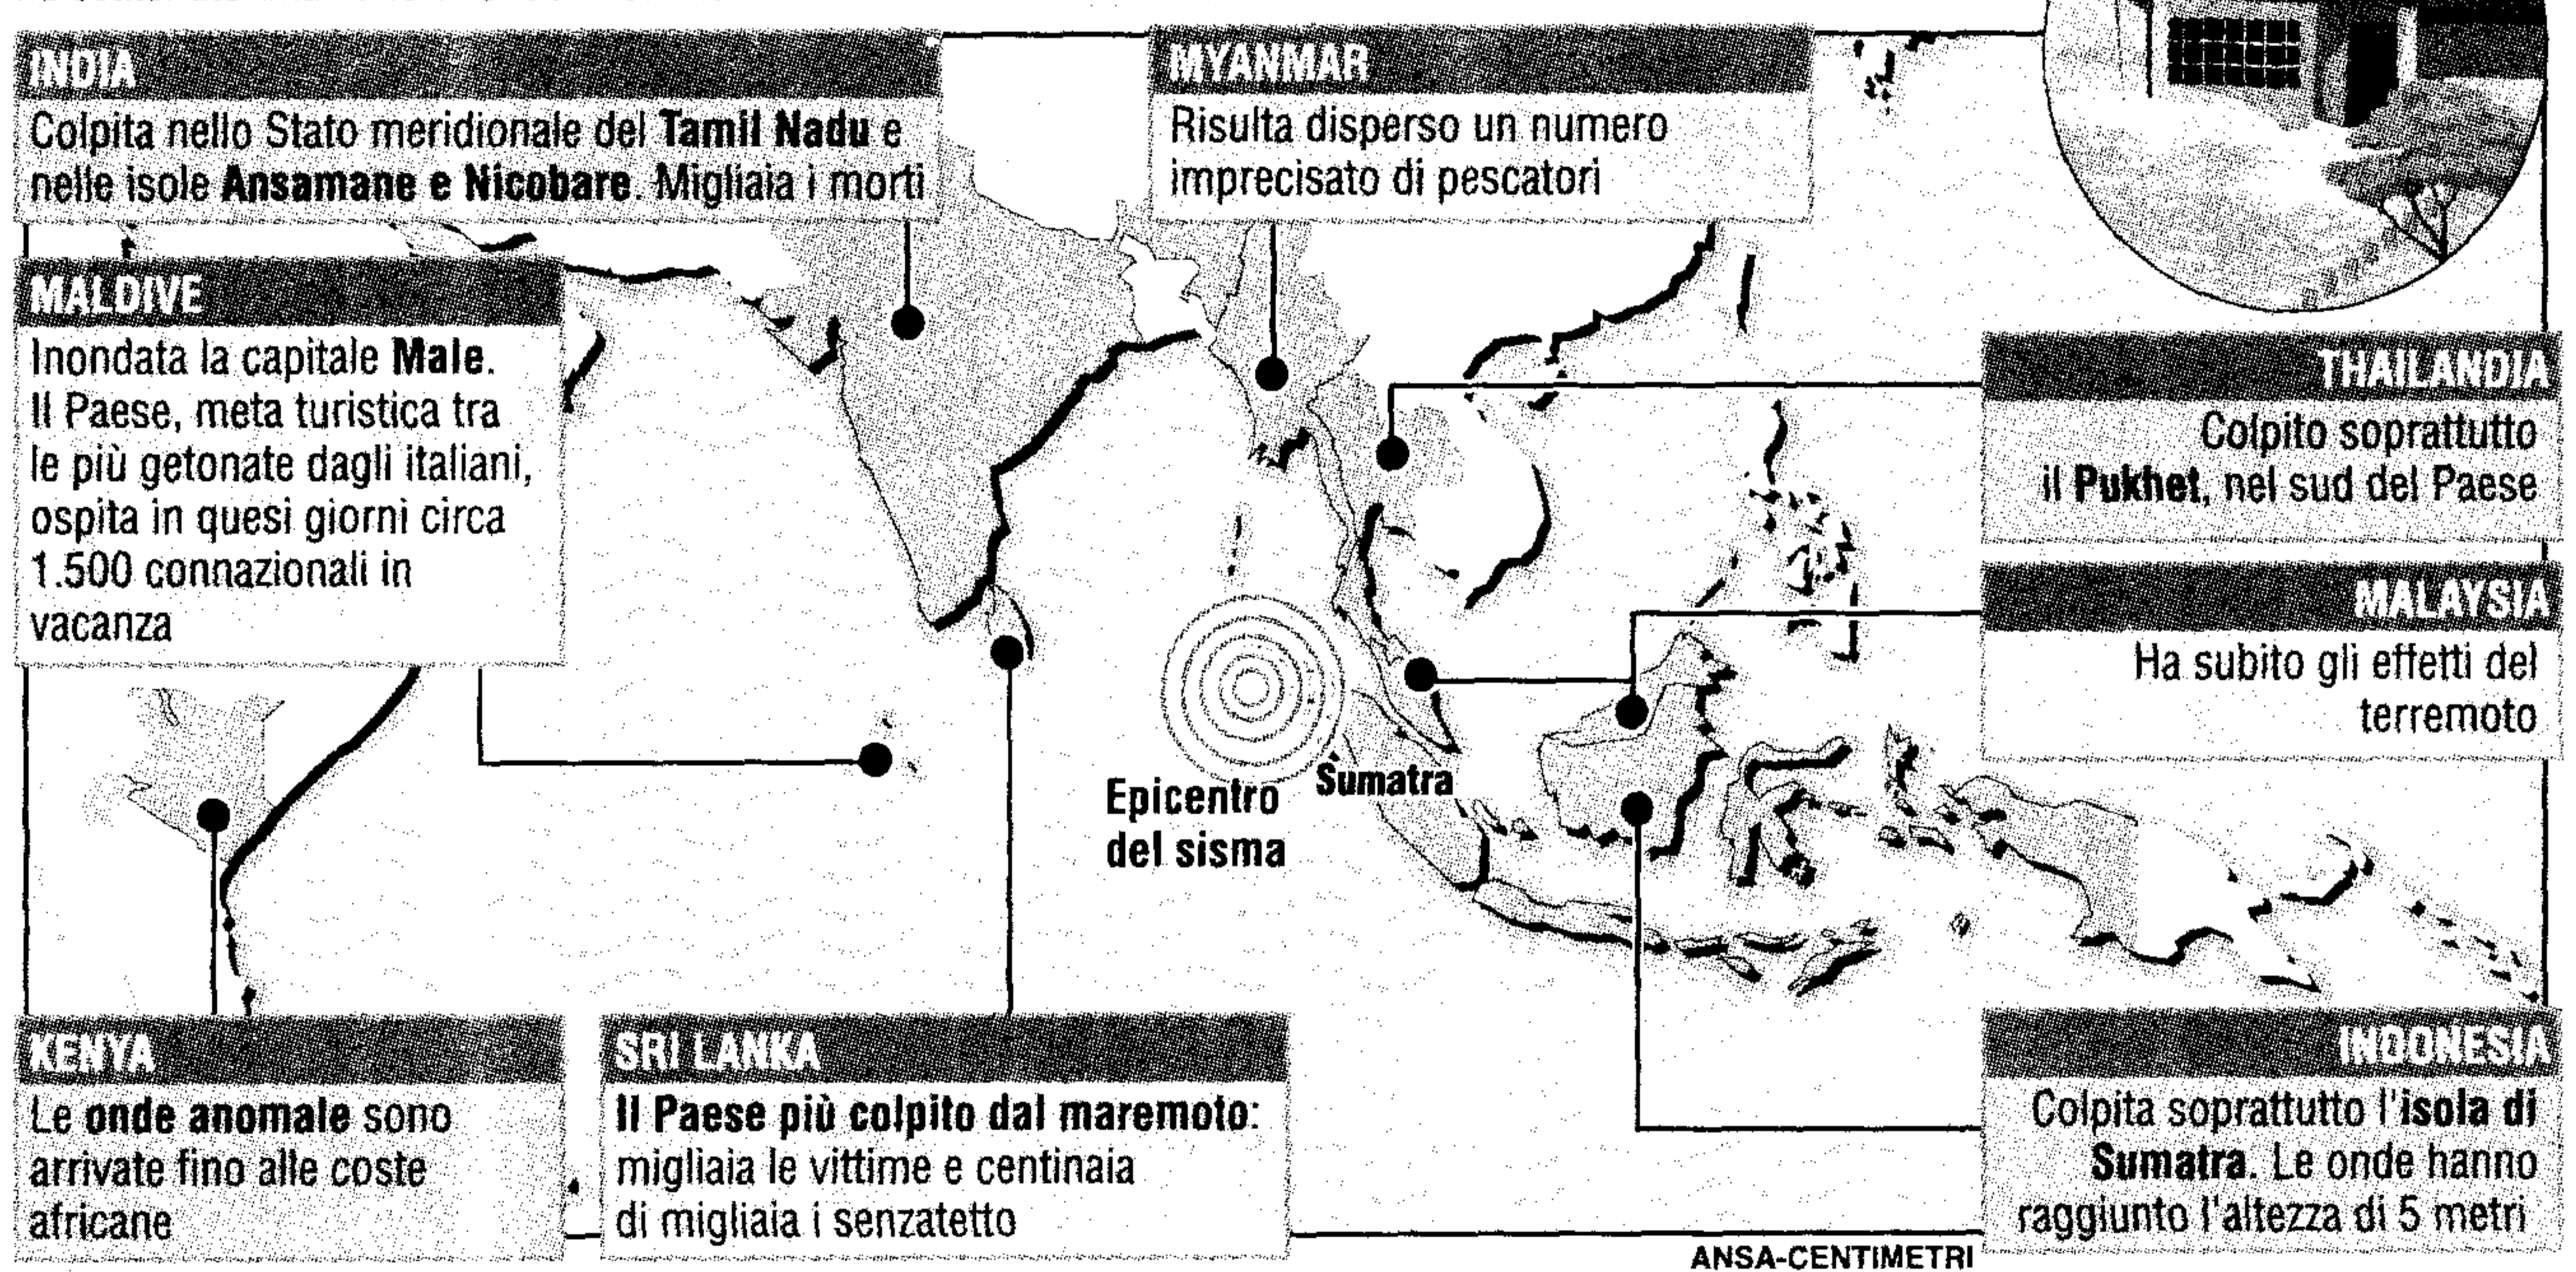 INDIA
Colpita nello Stato meridionale del Tamil Nadu e
nelle isole Ansamane e Nicobare. Migliaia i morti
MYANMAR
Risulta disperso un numero
imprecisato di pescatori
MALDIVE
Inondata la capitale Male.
Il Paese, meta turistica tra
le più getonate dagli italiani,
ospita in quesi giorni circa
1.500 connazionali in
vacanza
THAILANDIA
Colpito soprattutto
il Pukhet, nel sud del Paese
MALAYSIA
Ha subito gli effetti del
terremoto
Epicentro
del sisma
Sumatra
KENYA
Le onde anomale sono
arrivate fino alle coste
africane
SRI LANKA
Il Paese più colpito dal maremoto:
migliaia le vittime e centinaia
di migliaia i senzatetto
INDONESIA
Colpita soprattutto l'isola di
Sumatra. Le onde hanno
raggiunto l'altezza di 5 metri
ANSA-CENTIMETRI